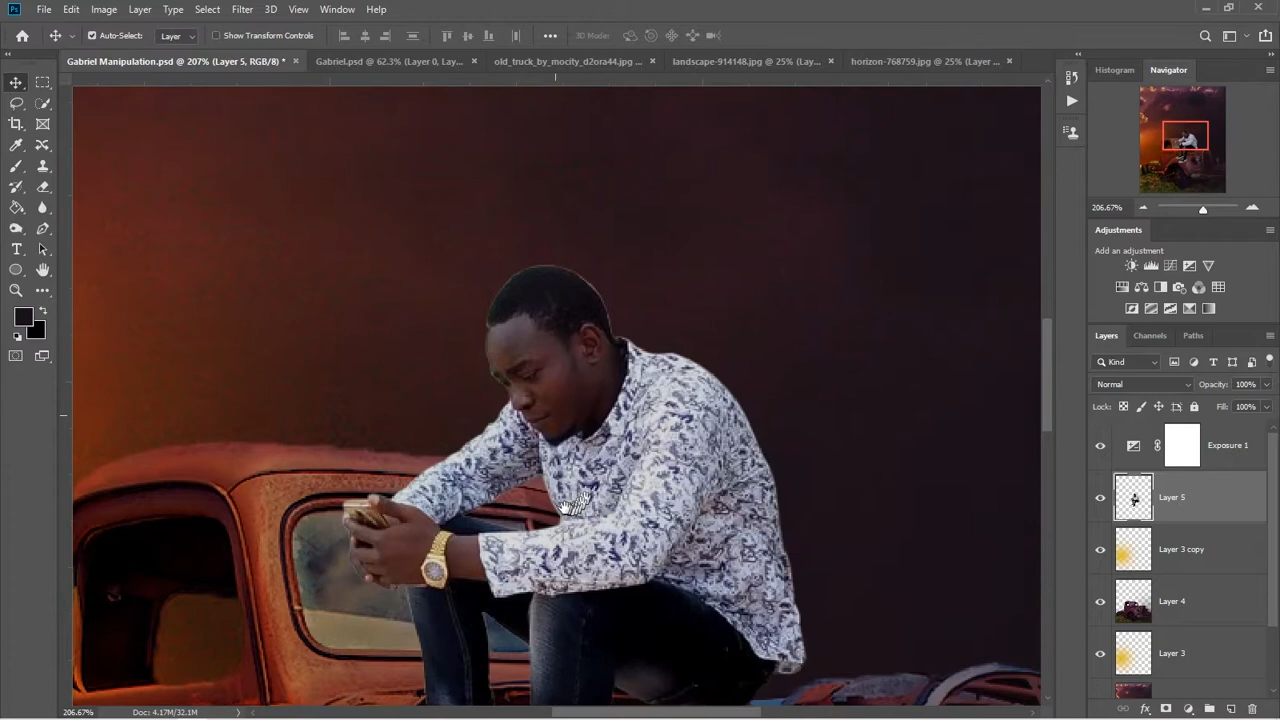 Ps File Edit Image Layer Type Select Filter 3D View Window Help
Auto-Select: Layer Show Transform Controls 3D Mode:
Gabriel Manipulation.psd @ 207% (Layer 5, RGB/8) * × Gabriel.psd @ 62.3% (Layer 0, Lay... × old_truck_by_mocity_d2ora44.jpg ... × landscape-914148.jpg @ 25% (Lay... × horizon-768759.jpg @ 25% (Layer ... ×
Histogram Navigator
206.67%
Adjustments
Add an adjustment
Layers Channels Paths
Kind
Normal Opacity: 100%
Lock: Fill: 100%
Exposure 1
Layer 5
Layer 3 copy
Layer 4
Layer 3
206.67% Doc: 4.17M/32.1M